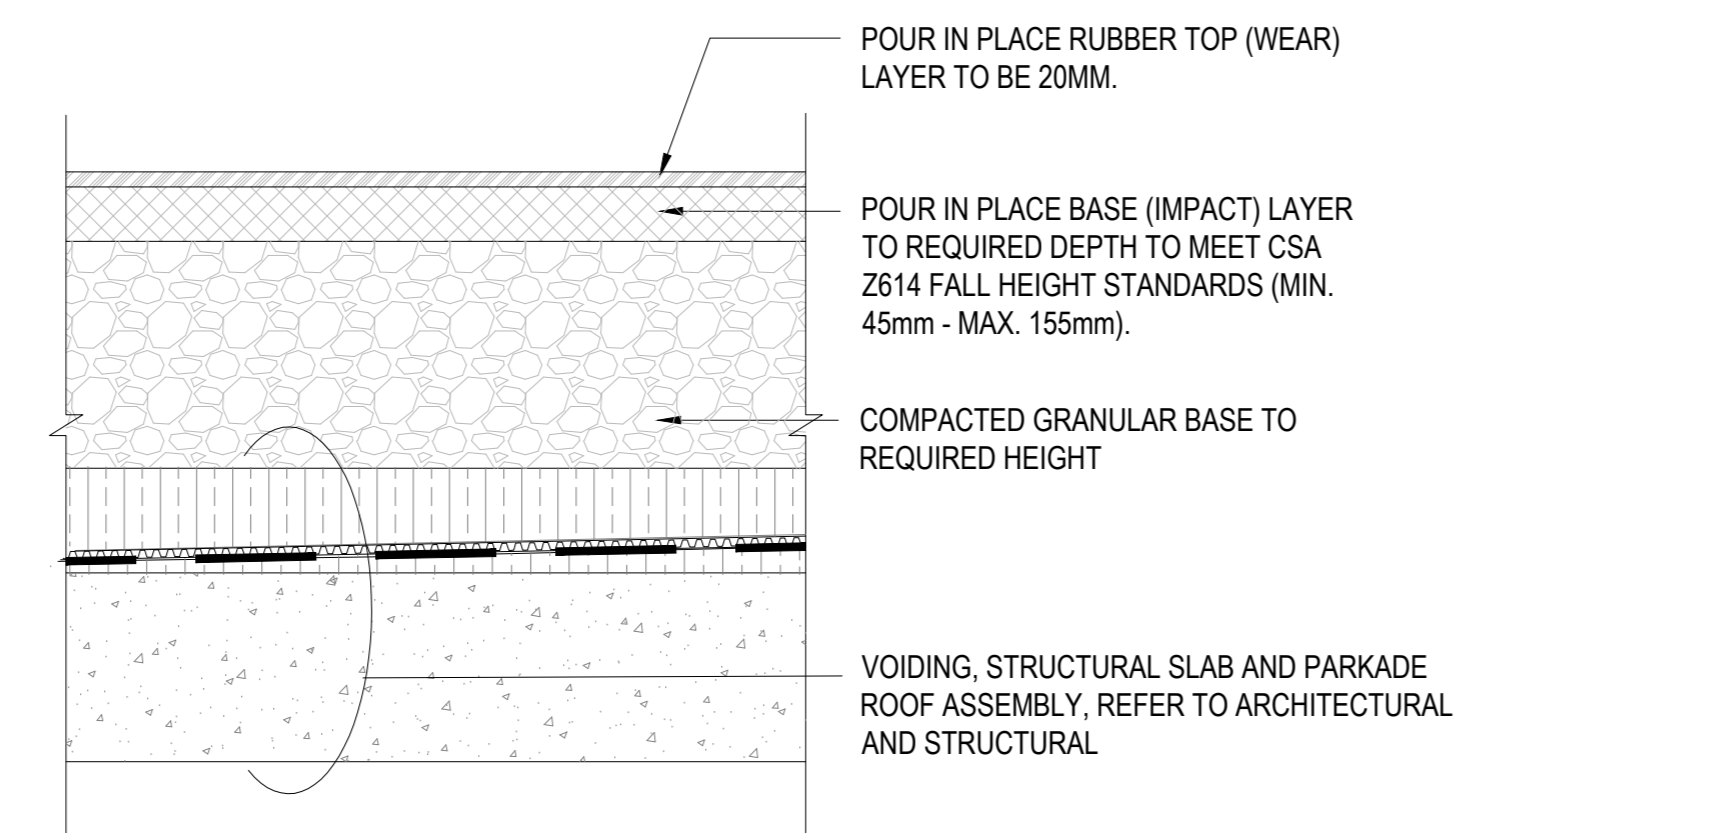 POUR IN PLACE RUBBER TOP (WEAR)
LAYER TO BE 20MM.
POUR IN PLACE BASE (IMPACT) LAYER
TO REQUIRED DEPTH TO MEET CSA
Z614 FALL HEIGHT STANDARDS (MIN.
45mm - MAX. 155mm).
COMPACTED GRANULAR BASE TO
REQUIRED HEIGHT
VOIDING, STRUCTURAL SLAB AND PARKADE
ROOF ASSEMBLY, REFER TO ARCHITECTURAL
AND STRUCTURAL